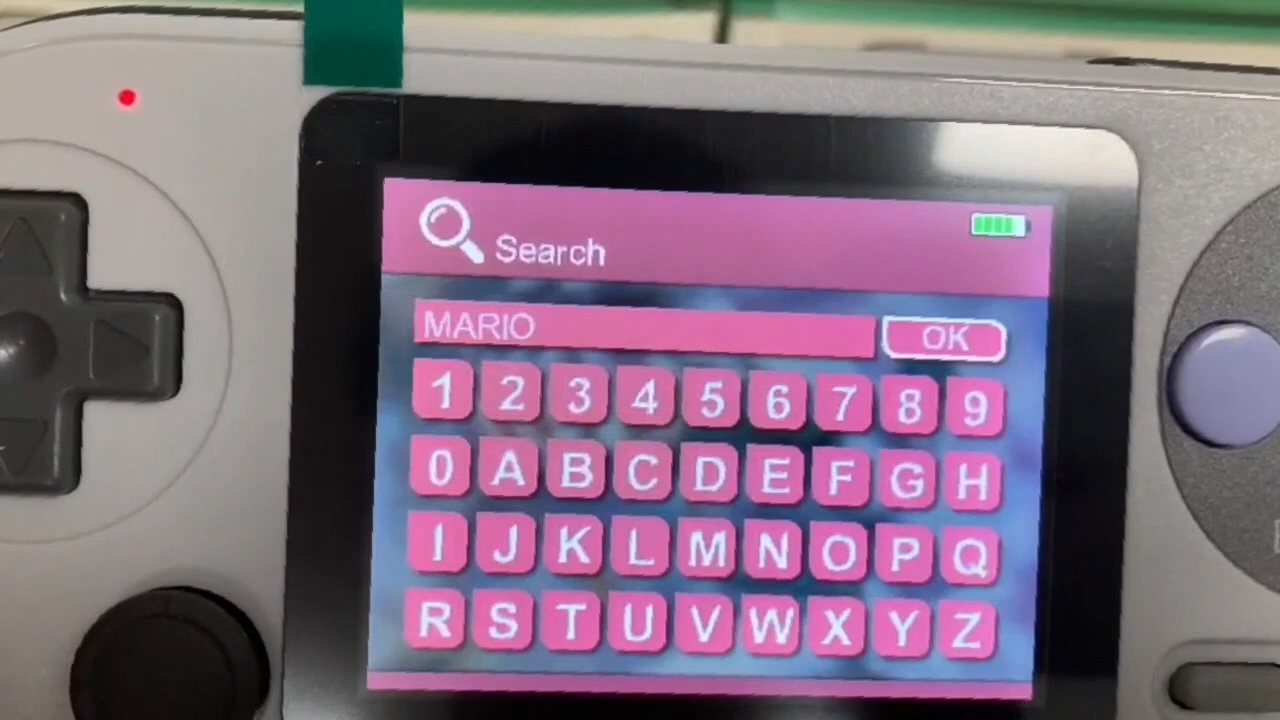 Search
MARIO OK
1 2 3 4 5 6 7 8 9
0 A B C D E F G H
I J K L M N O P Q
R S T U V W X Y Z